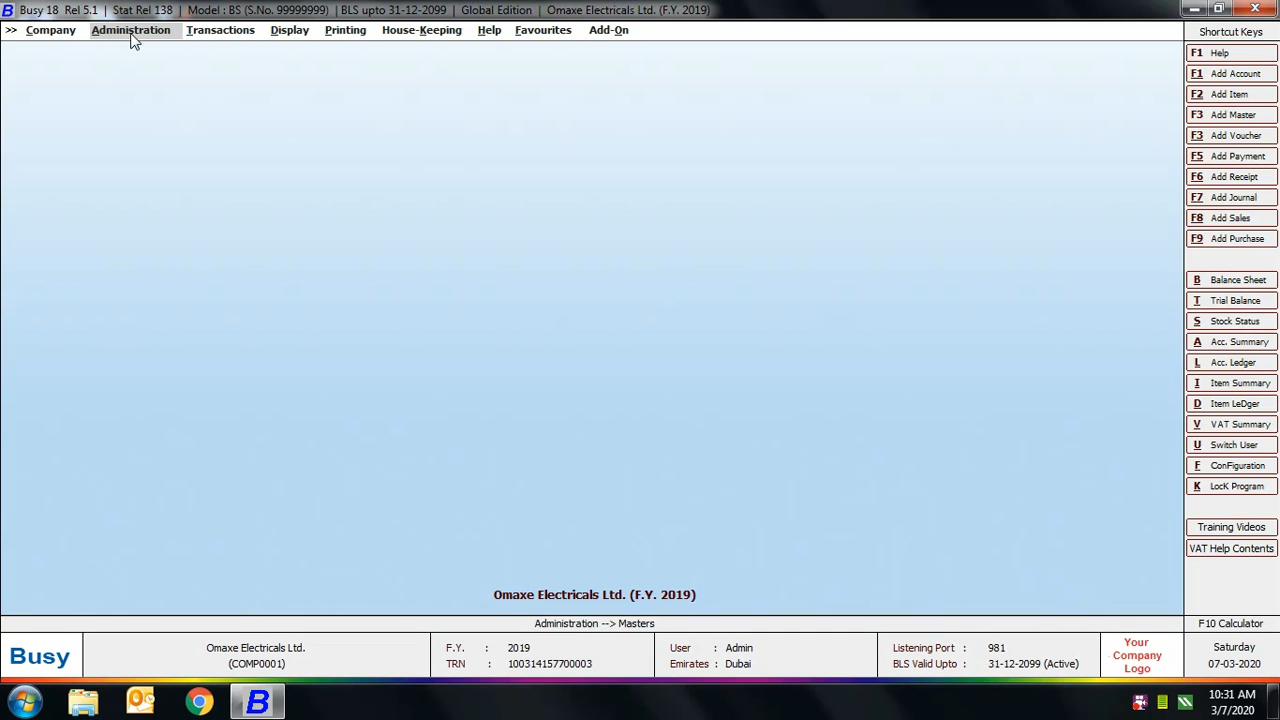 B Busy 18 Rel 5.1 | Stat Rel 138 | Model : BS (S.No. 99999999) | BLS upto 31-12-2099 | Global Edition | Omaxe Electricals Ltd. (F.Y. 2019)
>> Company Administration Transactions Display Printing House-Keeping Help Favourites Add-On
Shortcut Keys
F1 Help
F1 Add Account
F2 Add Item
F3 Add Master
F3 Add Voucher
F5 Add Payment
F6 Add Receipt
F7 Add Journal
F8 Add Sales
F9 Add Purchase
B Balance Sheet
T Trial Balance
S Stock Status
A Acc. Summary
L Acc. Ledger
I Item Summary
D Item LeDger
V VAT Summary
U Switch User
F ConFiguration
K LocK Program
Training Videos
VAT Help Contents
Omaxe Electricals Ltd. (F.Y. 2019)
Administration --> Masters
F10 Calculator
Busy
Omaxe Electricals Ltd.
(COMP0001)
F.Y. : 2019
TRN : 100314157700003
User : Admin
Emirates : Dubai
Listening Port : 981
BLS Valid Upto : 31-12-2099 (Active)
Your
Company
Logo
Saturday
07-03-2020
B
10:31 AM
3/7/2020